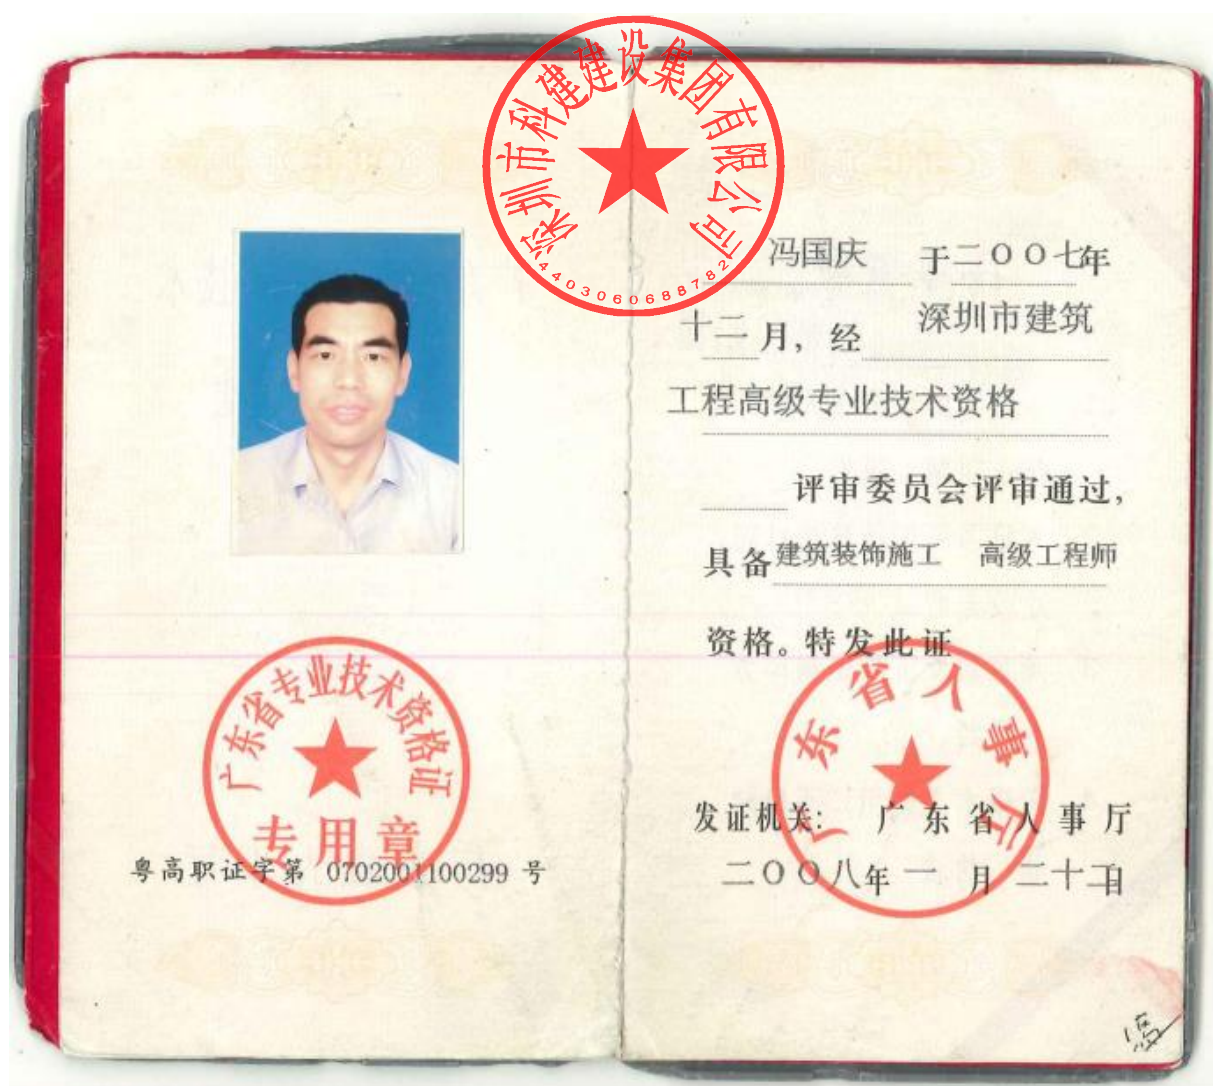 深圳市科建建设集团有限公司
4403060688782
冯国庆 于二〇〇七年
十二月，经 深圳市建筑
工程高级专业技术资格
评审委员会评审通过，
具备建筑装饰施工 高级工程师
资格。特发此证
广东省专业技术资格证
专用章
粤高职证字第 0702001100299 号
广东省人事厅
发证机关： 广东省人事厅
二〇〇八年一月二十二日